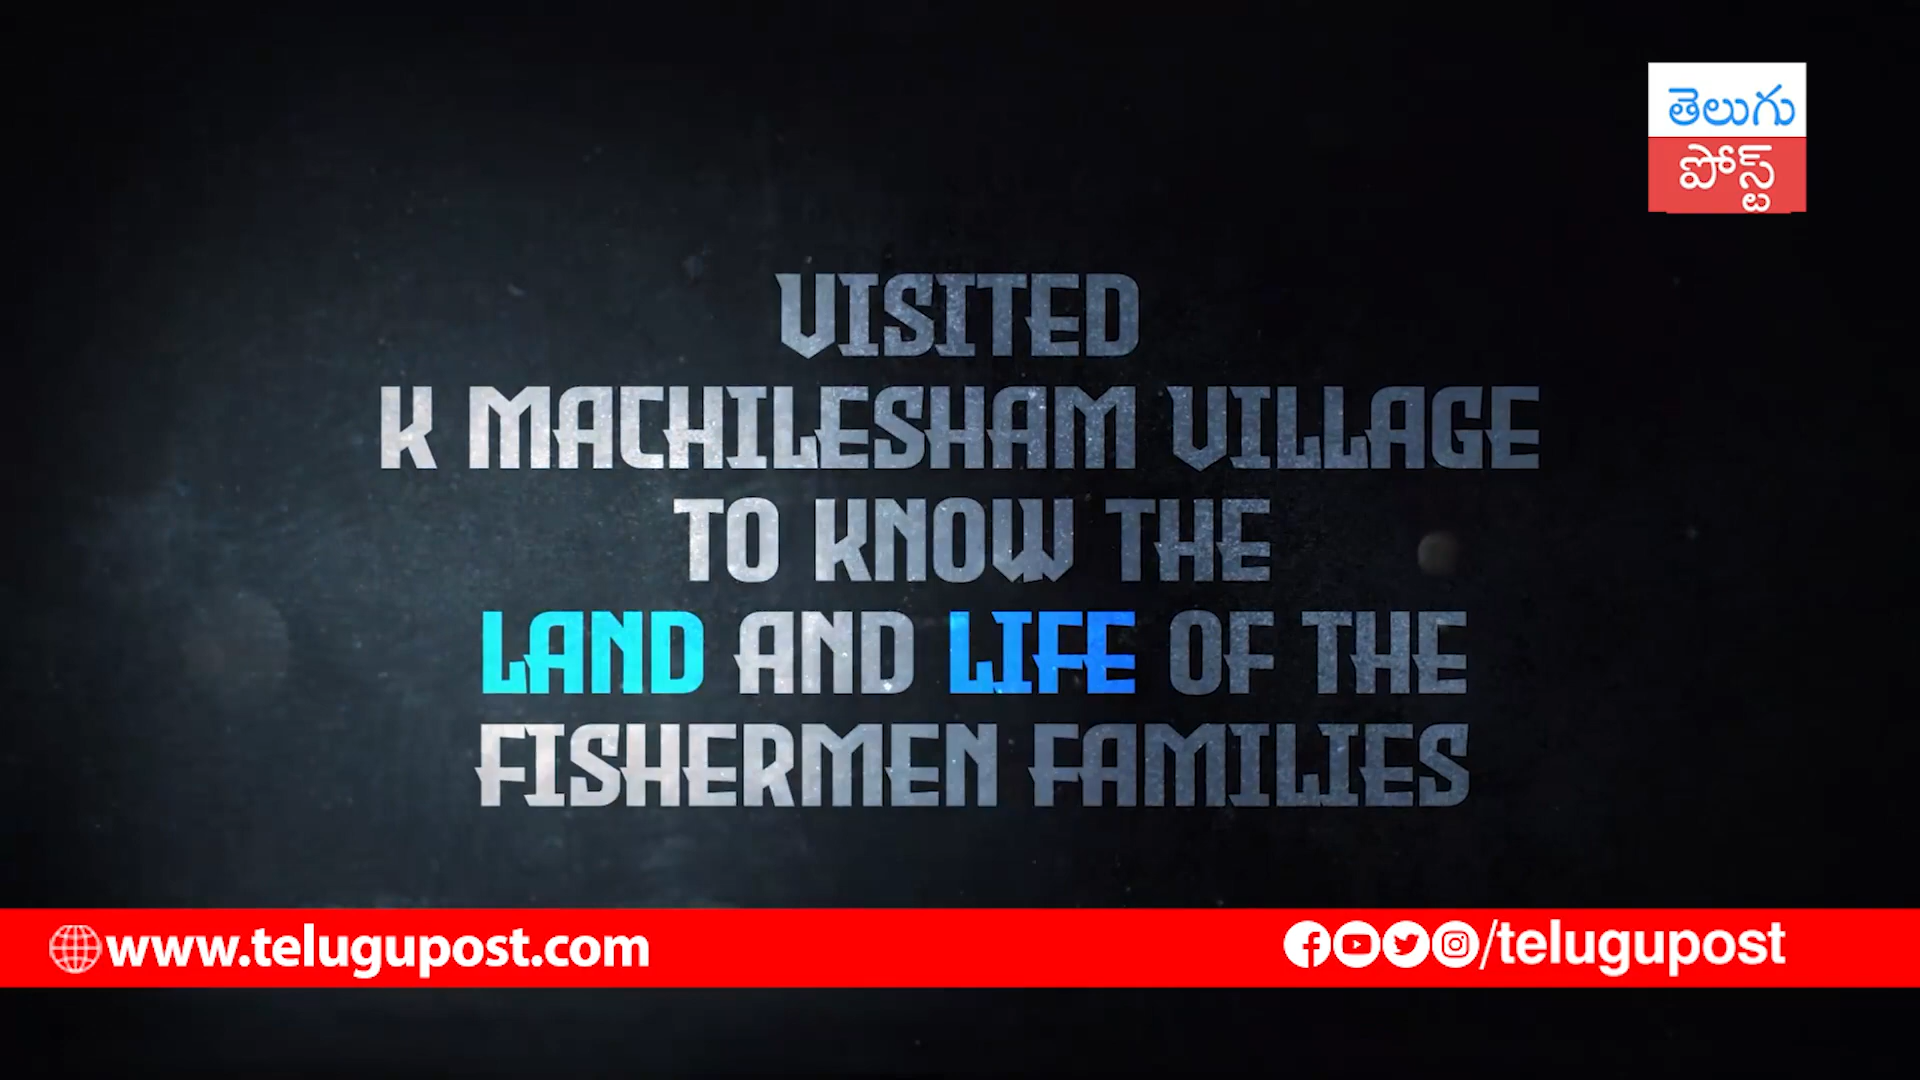 తెలుగు
పోస్ట్
VISITED
K MACHILESHAM VILLAGE
TO KNOW THE
LAND AND LIFE OF THE
FISHERMEN FAMILIES
www.telugupost.com
/telugupost